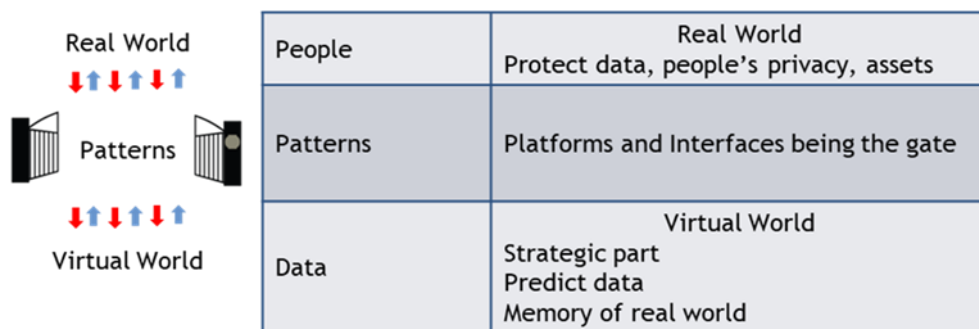 Real World
Patterns
Virtual World
People
Real World
Protect data, people's privacy, assets
Patterns
Platforms and Interfaces being the gate
Data
Virtual World
Strategic part
Predict data
Memory of real world